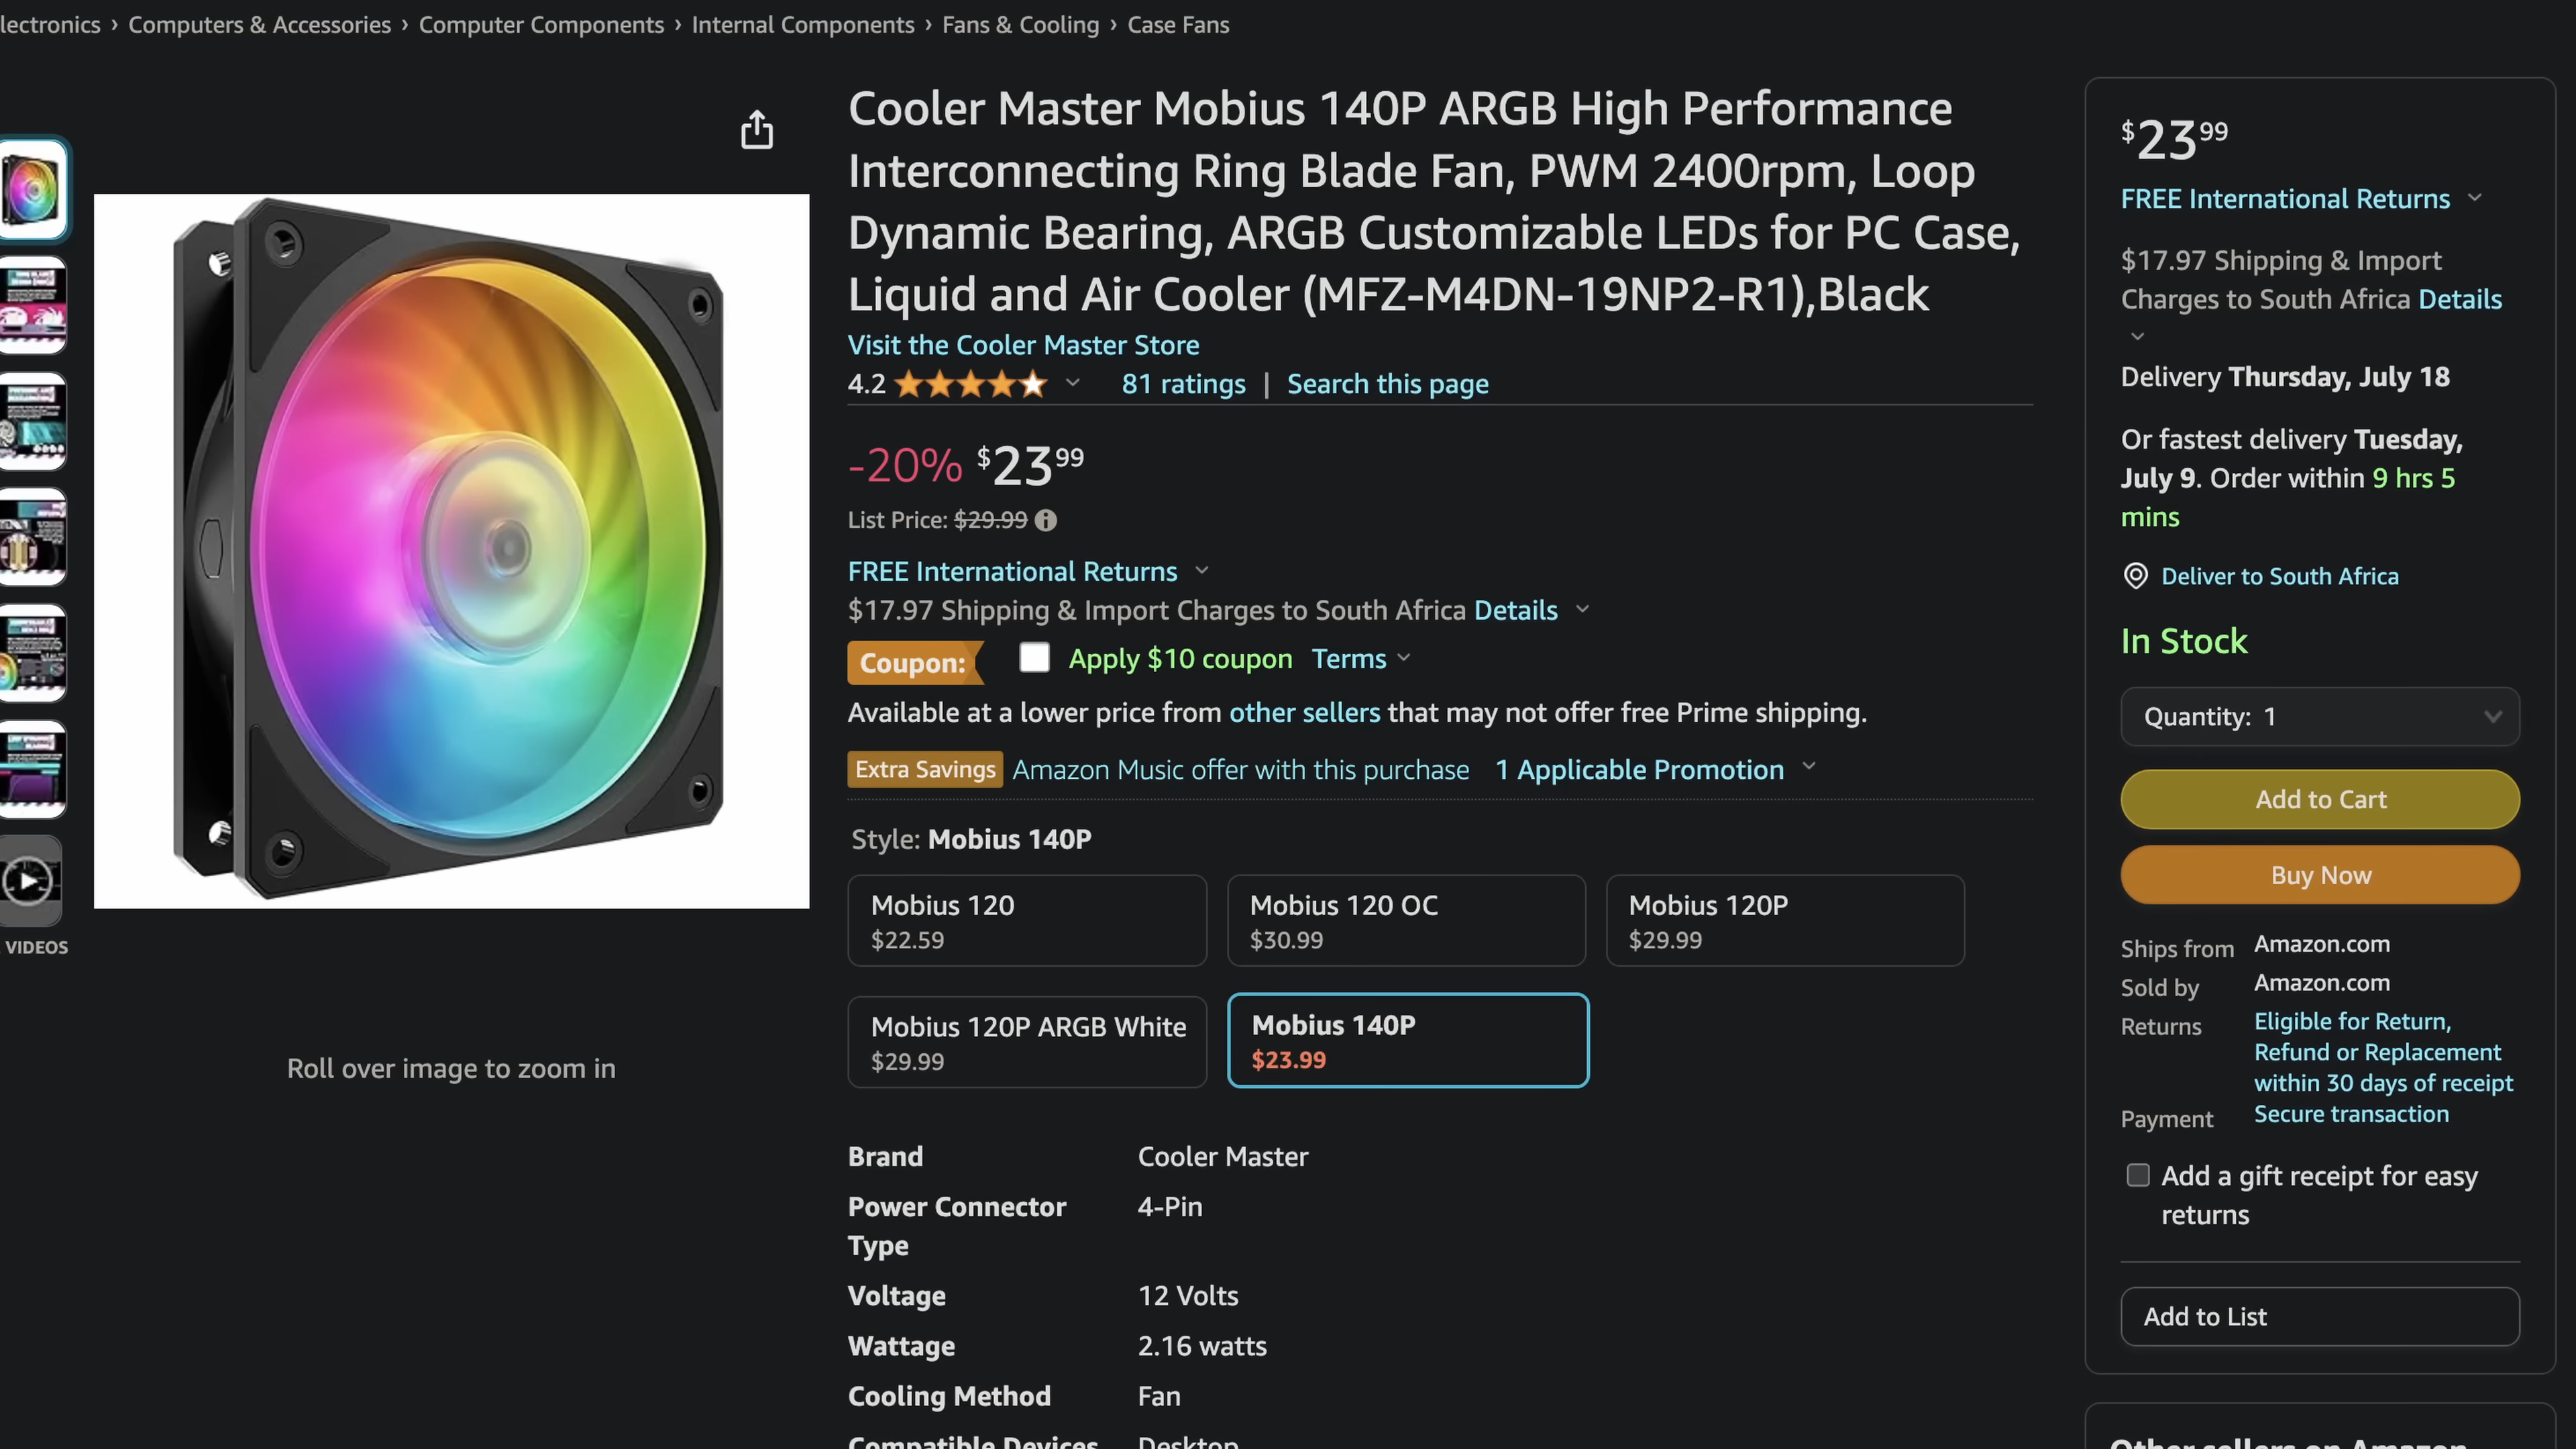 lectronics › Computers & Accessories › Computer Components › Internal Components › Fans & Cooling › Case Fans
Cooler Master Mobius 140P ARGB High Performance
Interconnecting Ring Blade Fan, PWM 2400rpm, Loop
Dynamic Bearing, ARGB Customizable LEDs for PC Case,
Liquid and Air Cooler (MFZ-M4DN-19NP2-R1),Black
Visit the Cooler Master Store
4.2 81 ratings | Search this page
-20% $23 99
List Price: $29.99
FREE International Returns
$17.97 Shipping & Import Charges to South Africa Details
Coupon: Apply $10 coupon Terms
Available at a lower price from other sellers that may not offer free Prime shipping.
Extra Savings Amazon Music offer with this purchase 1 Applicable Promotion
Style: Mobius 140P
Mobius 120
$22.59
Mobius 120 OC
$30.99
Mobius 120P
$29.99
Mobius 120P ARGB White
$29.99
Mobius 140P
$23.99
Brand Cooler Master
Power Connector Type 4-Pin
Voltage 12 Volts
Wattage 2.16 watts
Cooling Method Fan
Compatible Devices Desktop
VIDEOS
Roll over image to zoom in
$23 99
FREE International Returns
$17.97 Shipping & Import
Charges to South Africa Details
Delivery Thursday, July 18
Or fastest delivery Tuesday,
July 9. Order within 9 hrs 5
mins
Deliver to South Africa
In Stock
Quantity: 1
Add to Cart
Buy Now
Ships from Amazon.com
Sold by Amazon.com
Returns Eligible for Return,
Refund or Replacement
within 30 days of receipt
Payment Secure transaction
Add a gift receipt for easy
returns
Add to List
Other sellers on Amazon